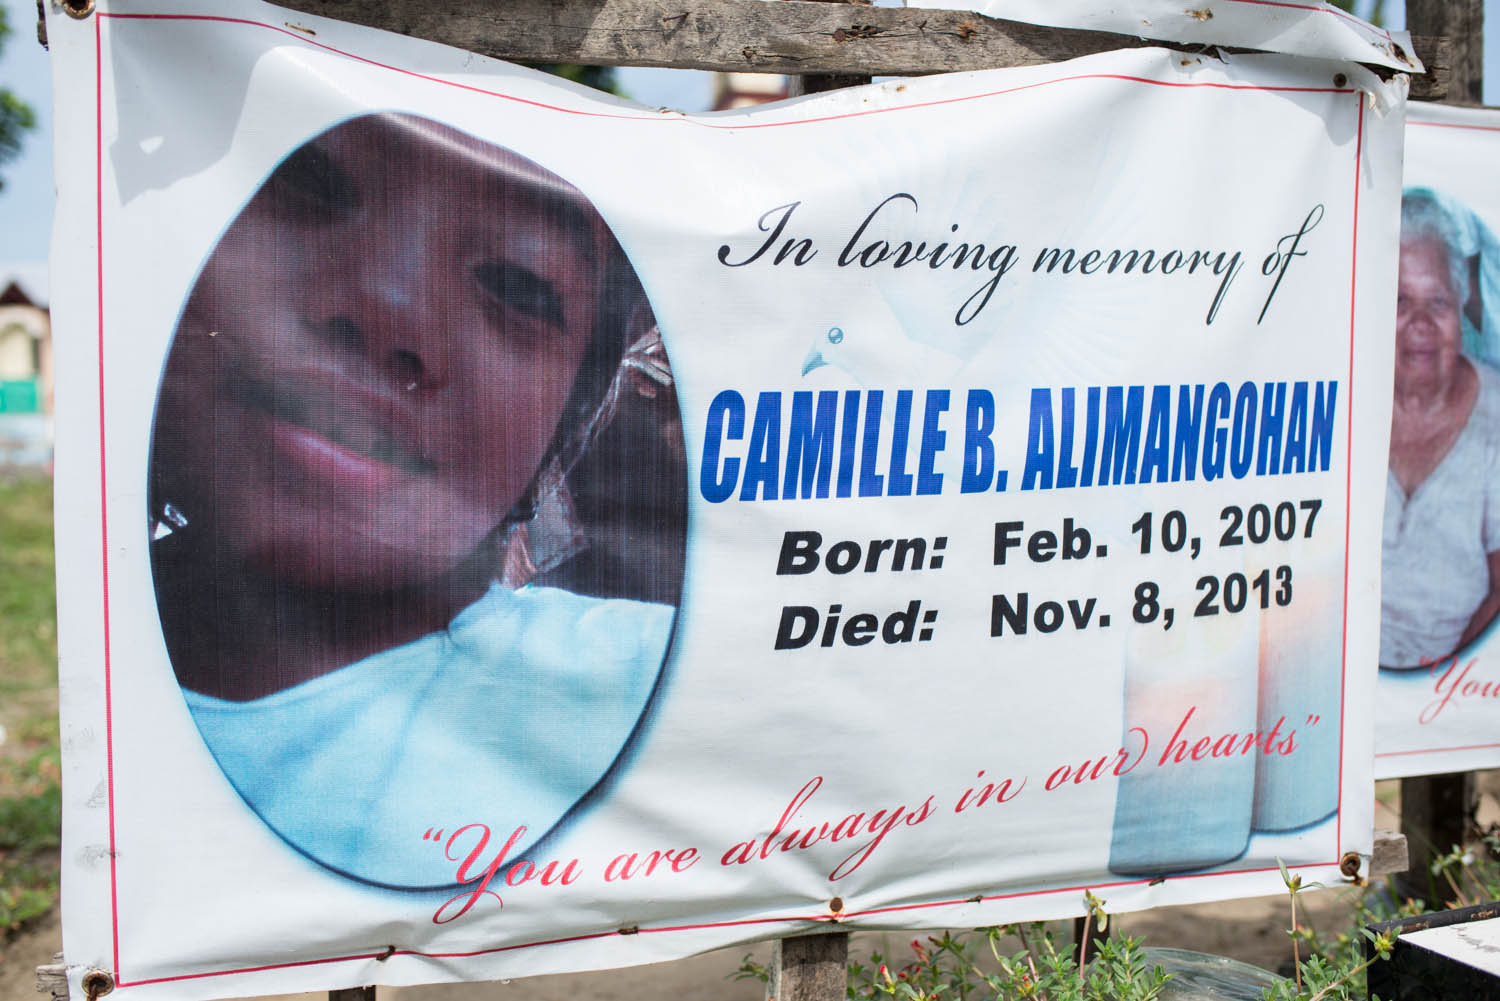 In loving memory of
CAMILLE B. ALIMANGOHAN
Born: Feb. 10, 2007
Died: Nov. 8, 2013
“You are always in our hearts”
“You